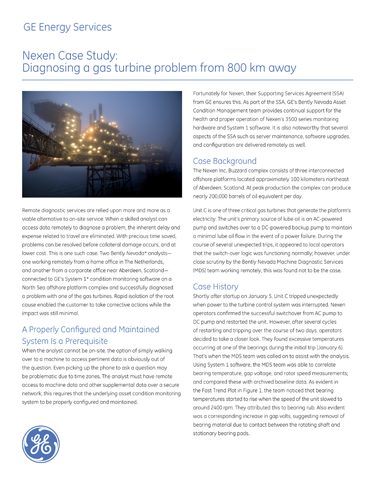 GE Energy Services
Nexen Case Study:
Diagnosing a gas turbine problem from 800 km away
Remote diagnostic services are relied upon more and more as a
viable alternative to on-site service. When a skilled analyst can
access data remotely to diagnose a problem, the inherent delay and
expense related to travel are eliminated. With precious time saved,
problems can be resolved before collateral damage occurs, and at
lower cost. This is one such case. Two Bently Nevada* analysts—
one working remotely from a home office in The Netherlands,
and another from a corporate office near Aberdeen, Scotland—
connected to GE's System 1* condition monitoring software on a
North Sea offshore platform complex and successfully diagnosed
a problem with one of the gas turbines. Rapid isolation of the root
cause enabled the customer to take corrective actions while the
impact was still minimal.
A Properly Configured and Maintained
System Is a Prerequisite
When the analyst cannot be on-site, the option of simply walking
over to a machine to access pertinent data is obviously out of
the question. Even picking up the phone to ask a question may
be problematic due to time zones. The analyst must have remote
access to machine data and other supplemental data over a secure
network; this requires that the underlying asset condition monitoring
system to be properly configured and maintained.
Fortunately for Nexen, their Supporting Services Agreement (SSA)
from GE ensures this. As part of the SSA, GE's Bently Nevada Asset
Condition Management team provides continual support for the
health and proper operation of Nexen's 3500 series monitoring
hardware and System 1 software. It is also noteworthy that several
aspects of the SSA such as server maintenance, software upgrades,
and configuration are delivered remotely as well.
Case Background
The Nexen Inc. Buzzard complex consists of three interconnected
offshore platforms located approximately 100 kilometers northeast
of Aberdeen, Scotland. At peak production the complex can produce
nearly 200,000 barrels of oil equivalent per day.
Unit C is one of three critical gas turbines that generate the platform's
electricity. The unit's primary source of lube oil is an AC-powered
pump and switches over to a DC-powered backup pump to maintain
a minimal lube oil flow in the event of a power failure. During the
course of several unexpected trips, it appeared to local operators
that the switch-over logic was functioning normally; however, under
close scrutiny by the Bently Nevada Machine Diagnostic Services
(MDS) team working remotely, this was found not to be the case.
Case History
Shortly after startup on January 5, Unit C tripped unexpectedly
when power to the turbine control system was interrupted. Nexen
operators confirmed the successful switchover from AC pump to
DC pump and restarted the unit. However, after several cycles
of restarting and tripping over the course of two days, operators
decided to take a closer look. They found excessive temperatures
occurring at one of the bearings during the initial trip (January 6).
That's when the MDS team was called on to assist with the analysis.
Using System 1 software, the MDS team was able to correlate
bearing temperature, gap voltage, and rotor speed measurements,
and compared these with archived baseline data. As evident in
the Fast Trend Plot in Figure 1, the team noticed that bearing
temperatures started to rise when the speed of the unit slowed to
around 2400 rpm. They attributed this to bearing rub. Also evident
was a corresponding increase in gap volts, suggesting removal of
bearing material due to contact between the rotating shaft and
stationary bearing pads.